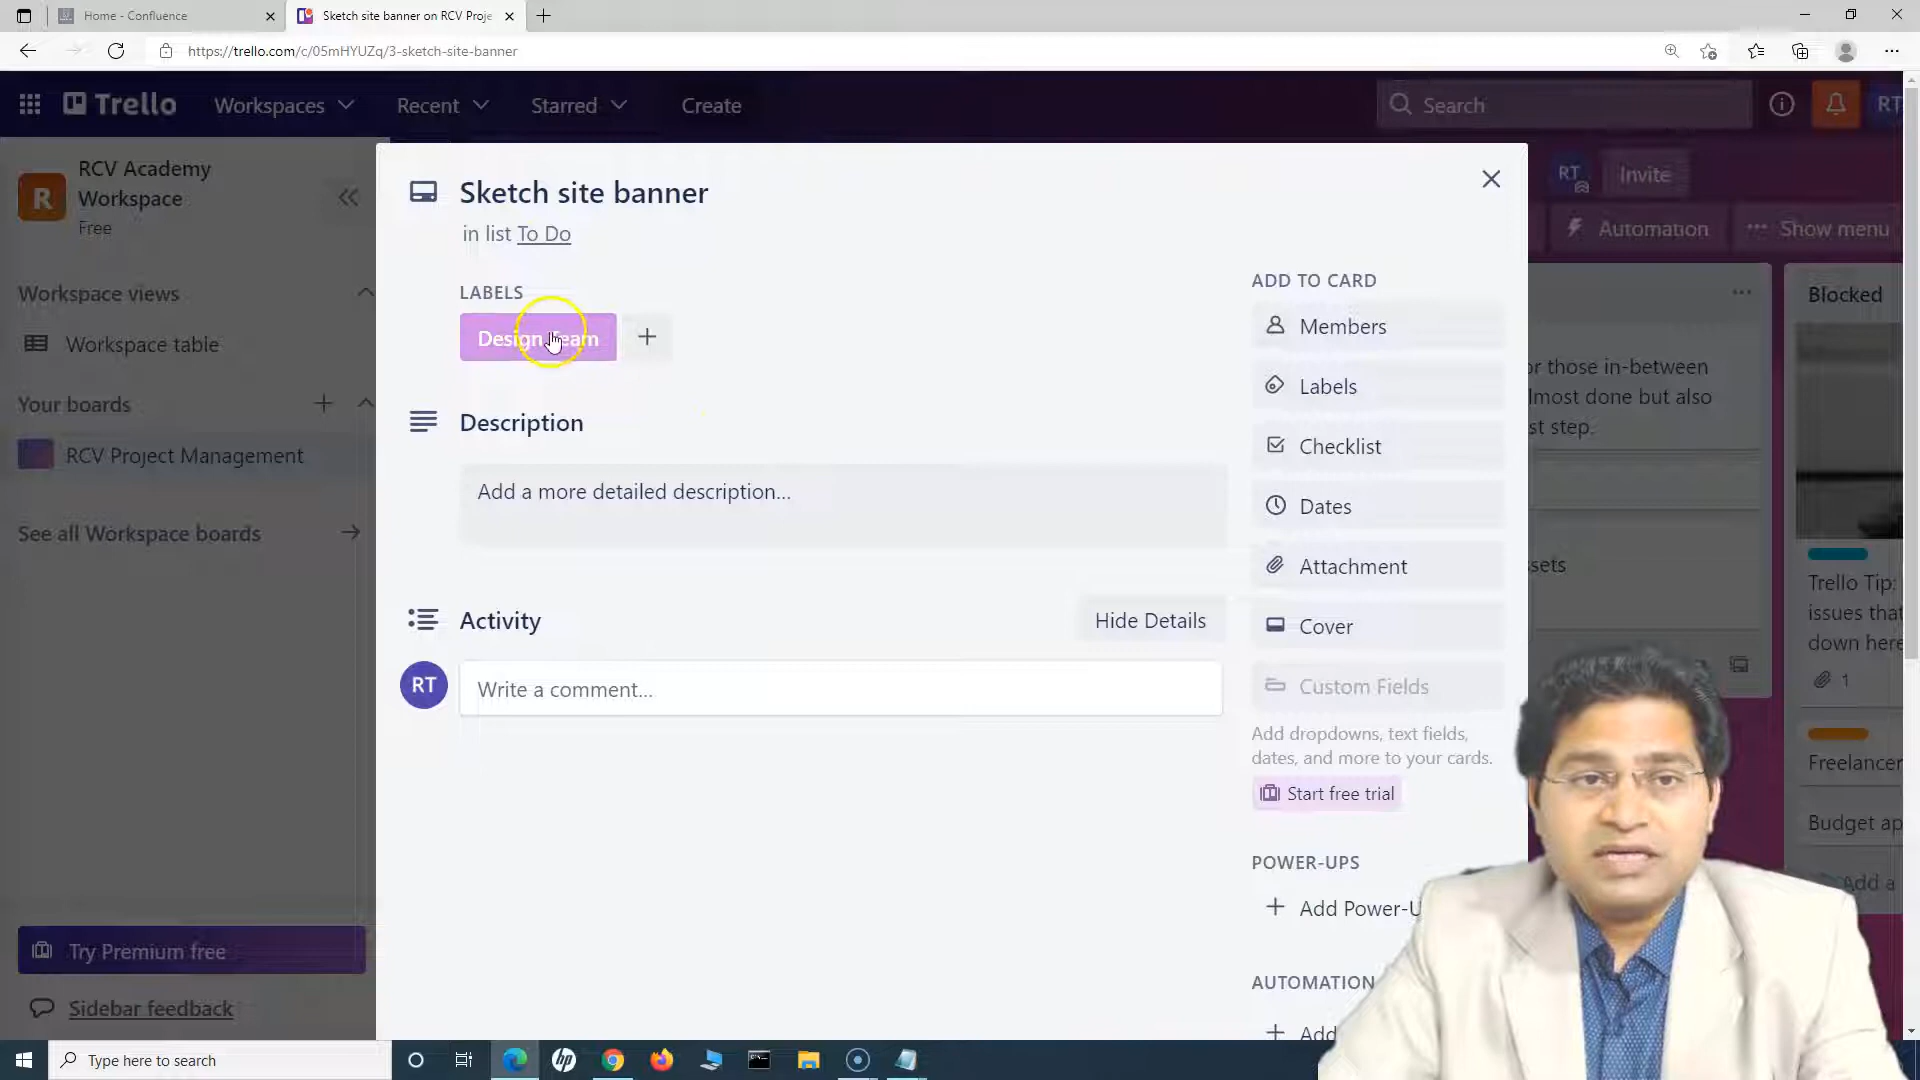 Home - Confluence
Sketch site banner on RCV Proje
https://trello.com/c/05mHYUZq/3-sketch-site-banner
Trello
Workspaces
Recent
Starred
Create
Search
RT
R
RCV Academy
Workspace
Free
Workspace views
Workspace table
Your boards
RCV Project Management
See all Workspace boards
Try Premium free
Sidebar feedback
Sketch site banner
in list To Do
LABELS
Design Team
Description
Add a more detailed description...
Activity
Hide Details
RT
Write a comment...
ADD TO CARD
Members
Labels
Checklist
Dates
Attachment
Cover
Custom Fields
Add dropdowns, text fields,
dates, and more to your cards.
Start free trial
POWER-UPS
Add Power-U
AUTOMATION
Add
RT
Invite
Automation
Show menu
or those in-between
lmost done but also
st step.
sets
Blocked
Trello Tip:
issues that
down here
1
Freelancer
Budget ap
Add a
Type here to search
hp